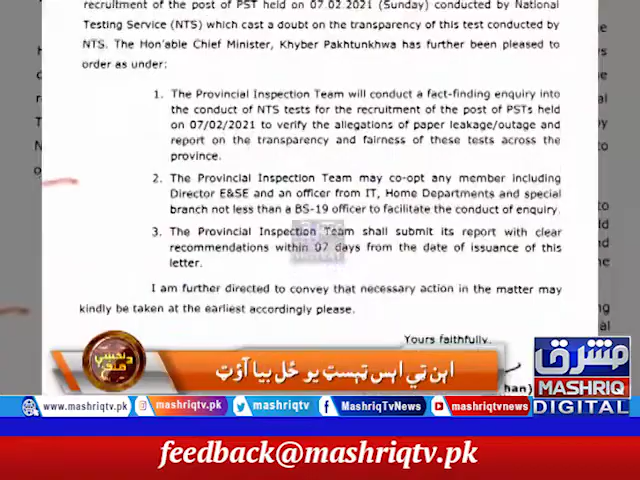 recruitment of the post of PST held on 07.02.2021 (Sunday) conducted by National
Testing Service (NTS) which cast a doubt on the transparency of this test conducted
by NTS. The Hon'able Chief Minister, Khyber Pakhtunkhwa has further been pleased to
order as under:
1. The Provincial Inspection Team will conduct a fact-finding enquiry into
the conduct of NTS tests for the recruitment of the post of PSTs held
on 07/02/2021 to verify the allegations of paper leakage/outage and
report on the transparency and fairness of these tests across the
province.
2. The Provincial Inspection Team may co-opt any member including
Director E&SE and an officer from IT, Home Departments and special
branch not less than a BS-19 officer to facilitate the conduct of enquiry.
3. The Provincial Inspection Team shall submit its report with clear
recommendations within 07 days from the date of issuance of this
letter.
I am further directed to convey that necessary action in the matter may
kindly be taken at the earliest accordingly please.
Yours faithfully,
اېن ټي اېس ټېسټ يو ځل بيا آؤټ
مشرق
MASHRIQ
DIGITAL
www.mashriqtv.pk
mashriqtv.pk
mashriqtvpk
MashriqTvNews
mashriqtvnews
feedback@mashriqtv.pk